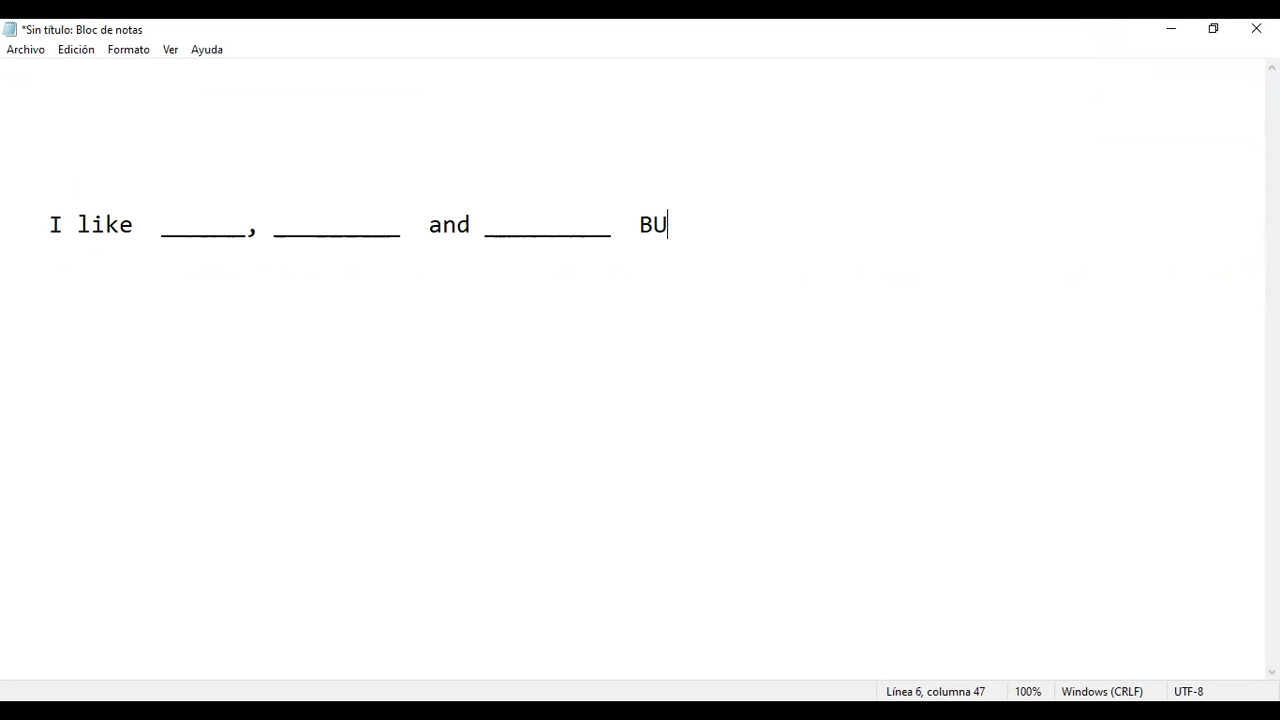 *Sin título: Bloc de notas
Archivo Edición Formato Ver Ayuda
I like ______, _________ and _________ BU
Línea 6, columna 47 100% Windows (CRLF) UTF-8